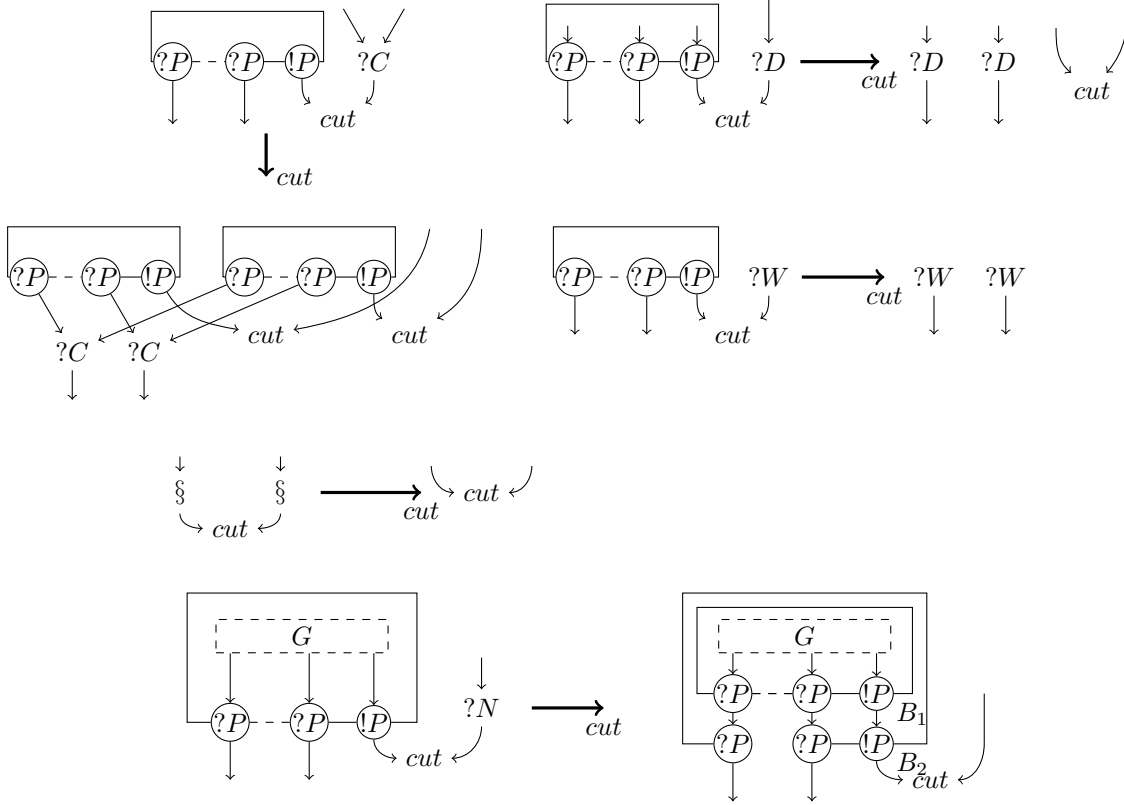 ?P ?P !P ?C
cut
cut
?P ?P !P ?D ?D ?D
cut cut cut
?P ?P !P ?P ?P !P
cut cut
?C ?C
?P ?P !P ?W ?W ?W
cut cut
§ § cut
cut cut
G
?P ?P !P ?N
cut cut
G
?P ?P !P
B1
?P ?P !P
B2 cut